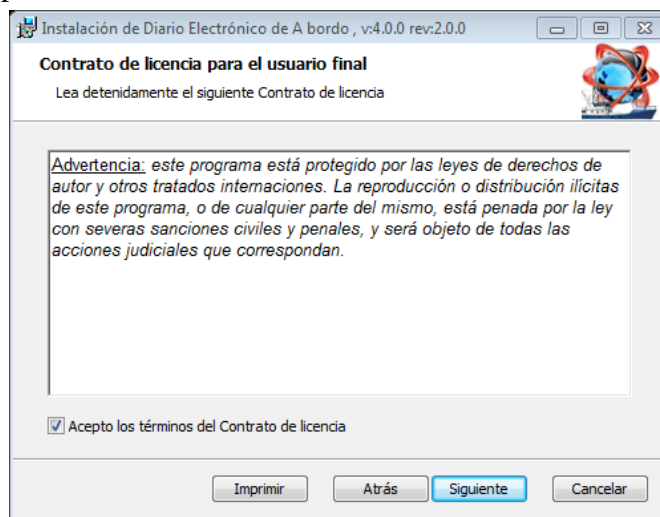 Instalación de Diario Electrónico de A bordo , v:4.0.0 rev:2.0.0
Contrato de licencia para el usuario final
Lea detenidamente el siguiente Contrato de licencia
Advertencia: este programa está protegido por las leyes de derechos de
autor y otros tratados internaciones. La reproducción o distribución ilícitas
de este programa, o de cualquier parte del mismo, está penada por la ley
con severas sanciones civiles y penales, y será objeto de todas las
acciones judiciales que correspondan.
Acepto los términos del Contrato de licencia
Imprimir Atrás Siguiente Cancelar